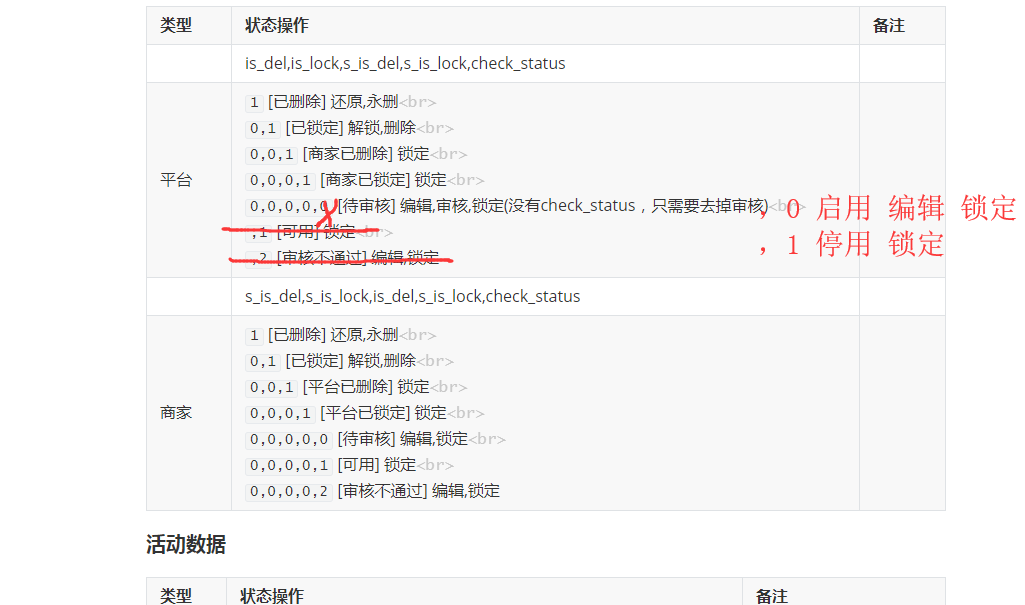 类型 状态操作 备注
is_del,is_lock,s_is_del,s_is_lock,check_status
平台
1 [已删除] 还原,永删<br>
0,1 [已锁定] 解锁,删除<br>
0,0,1 [商家已删除] 锁定<br>
0,0,0,1 [商家已锁定] 锁定<br>
0,0,0,0,0 [待审核] 编辑,审核,锁定(没有check_status，只需要去掉审核)<br>
，0 启用 编辑 锁定
,1 [可用] 锁定<br>
，1 停用 锁定
,2 [审核不通过] 编辑,锁定
s_is_del,s_is_lock,is_del,s_is_lock,check_status
商家
1 [已删除] 还原,永删<br>
0,1 [已锁定] 解锁,删除<br>
0,0,1 [平台已删除] 锁定<br>
0,0,0,1 [平台已锁定] 锁定<br>
0,0,0,0,0 [待审核] 编辑,锁定<br>
0,0,0,0,1 [可用] 锁定<br>
0,0,0,0,2 [审核不通过] 编辑,锁定
活动数据
类型 状态操作 备注